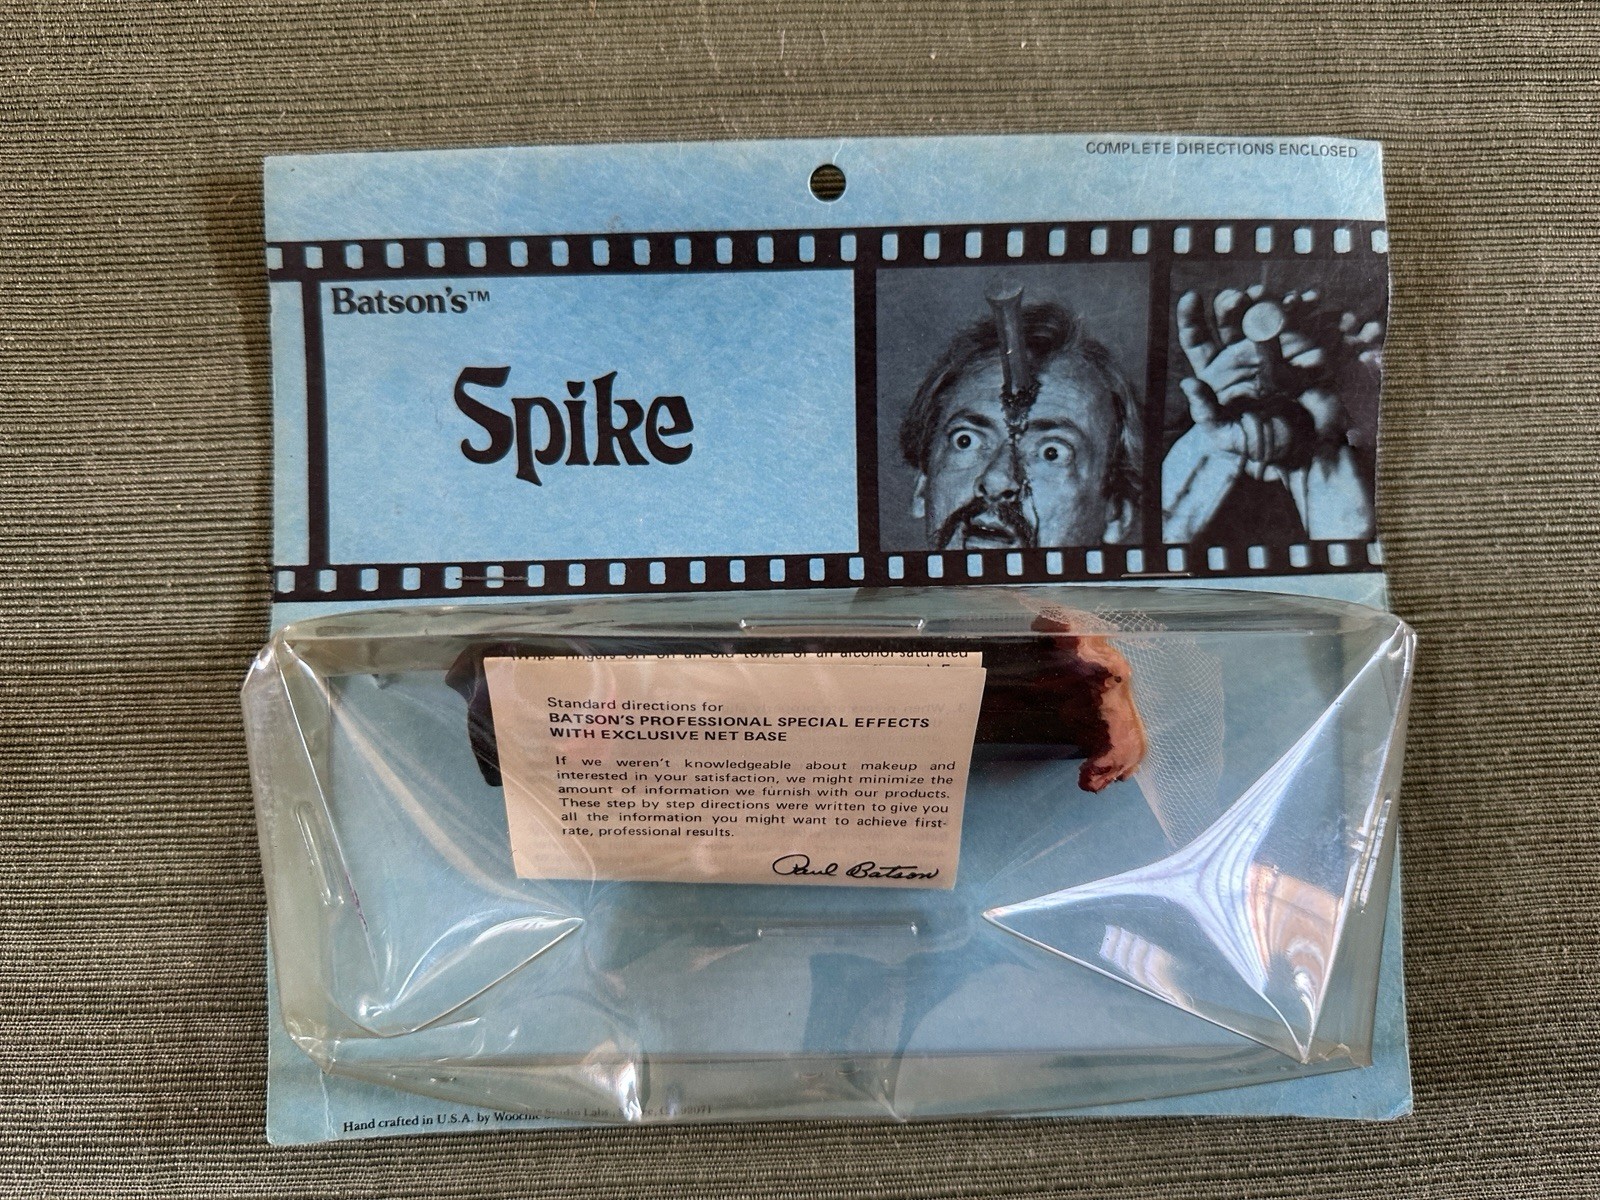 COMPLETE DIRECTIONS ENCLOSED
Batson's™
Spike
Standard directions for
BATSON'S PROFESSIONAL SPECIAL EFFECTS
WITH EXCLUSIVE NET BASE
If we weren't knowledgeable about makeup and
interested in your satisfaction, we might minimize the
amount of information we furnish with our products.
These step by step directions were written to give you
all the information you might want to achieve first-
rate, professional results.
Paul Batson
Hand crafted in U.S.A. by Woochie Studio Labs.,